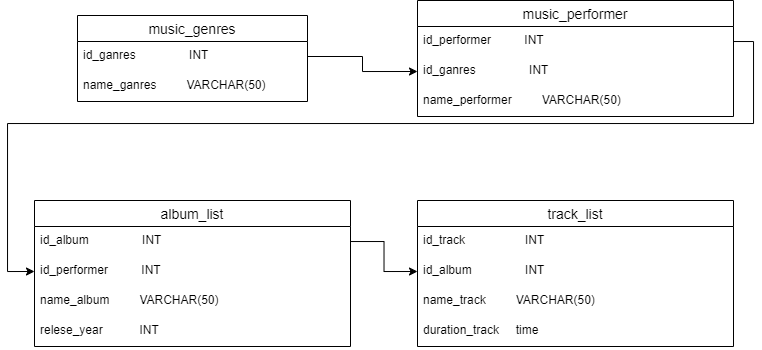 music_genres
id_ganres INT
name_ganres VARCHAR(50)
music_performer
id_performer INT
id_ganres INT
name_performer VARCHAR(50)
album_list
id_album INT
id_performer INT
name_album VARCHAR(50)
relese_year INT
track_list
id_track INT
id_album INT
name_track VARCHAR(50)
duration_track time